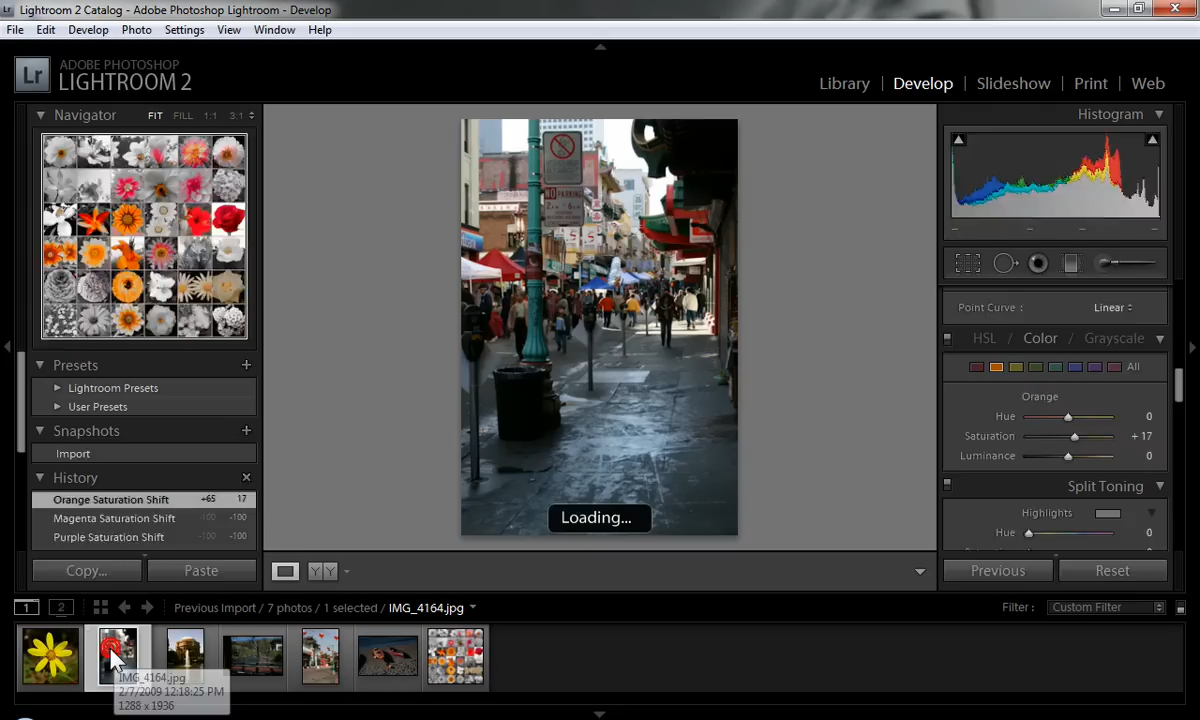 Lightroom 2 Catalog - Adobe Photoshop Lightroom - Develop
File Edit Develop Photo Settings View Window Help
Lr ADOBE PHOTOSHOP
LIGHTROOM 2
Library | Develop | Slideshow | Print | Web
Navigator FIT FILL 1:1 3:1
Histogram
NO PARKING
Presets
Lightroom Presets
User Presets
Snapshots
Import
History
Orange Saturation Shift +65 17
Magenta Saturation Shift -100 -100
Purple Saturation Shift -100 -100
Copy... Paste
Loading...
Point Curve : Linear
HSL / Color / Grayscale
All
Orange
Hue 0
Saturation + 17
Luminance 0
Split Toning
Highlights
Hue 0
Previous Reset
YY
1 2 Previous Import / 7 photos / 1 selected / IMG_4164.jpg
Filter : Custom Filter
IMG_4164.jpg
2/7/2009 12:18:25 PM
1288 x 1936